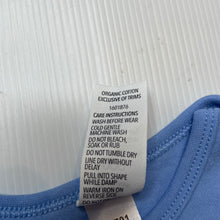 ORGANIC COTTON
EXCLUSIVE OF TRIMS
1601876
CARE INSTRUCTIONS
WASH BEFORE WEAR
COLD GENTLE
MACHINE WASH
DO NOT BLEACH,
SOAK OR RUB
DO NOT TUMBLE DRY
LINE DRY WITHOUT
DELAY
PULL INTO SHAPE
WHILE DAMP
WARM IRON ON
REVERSE SIDE